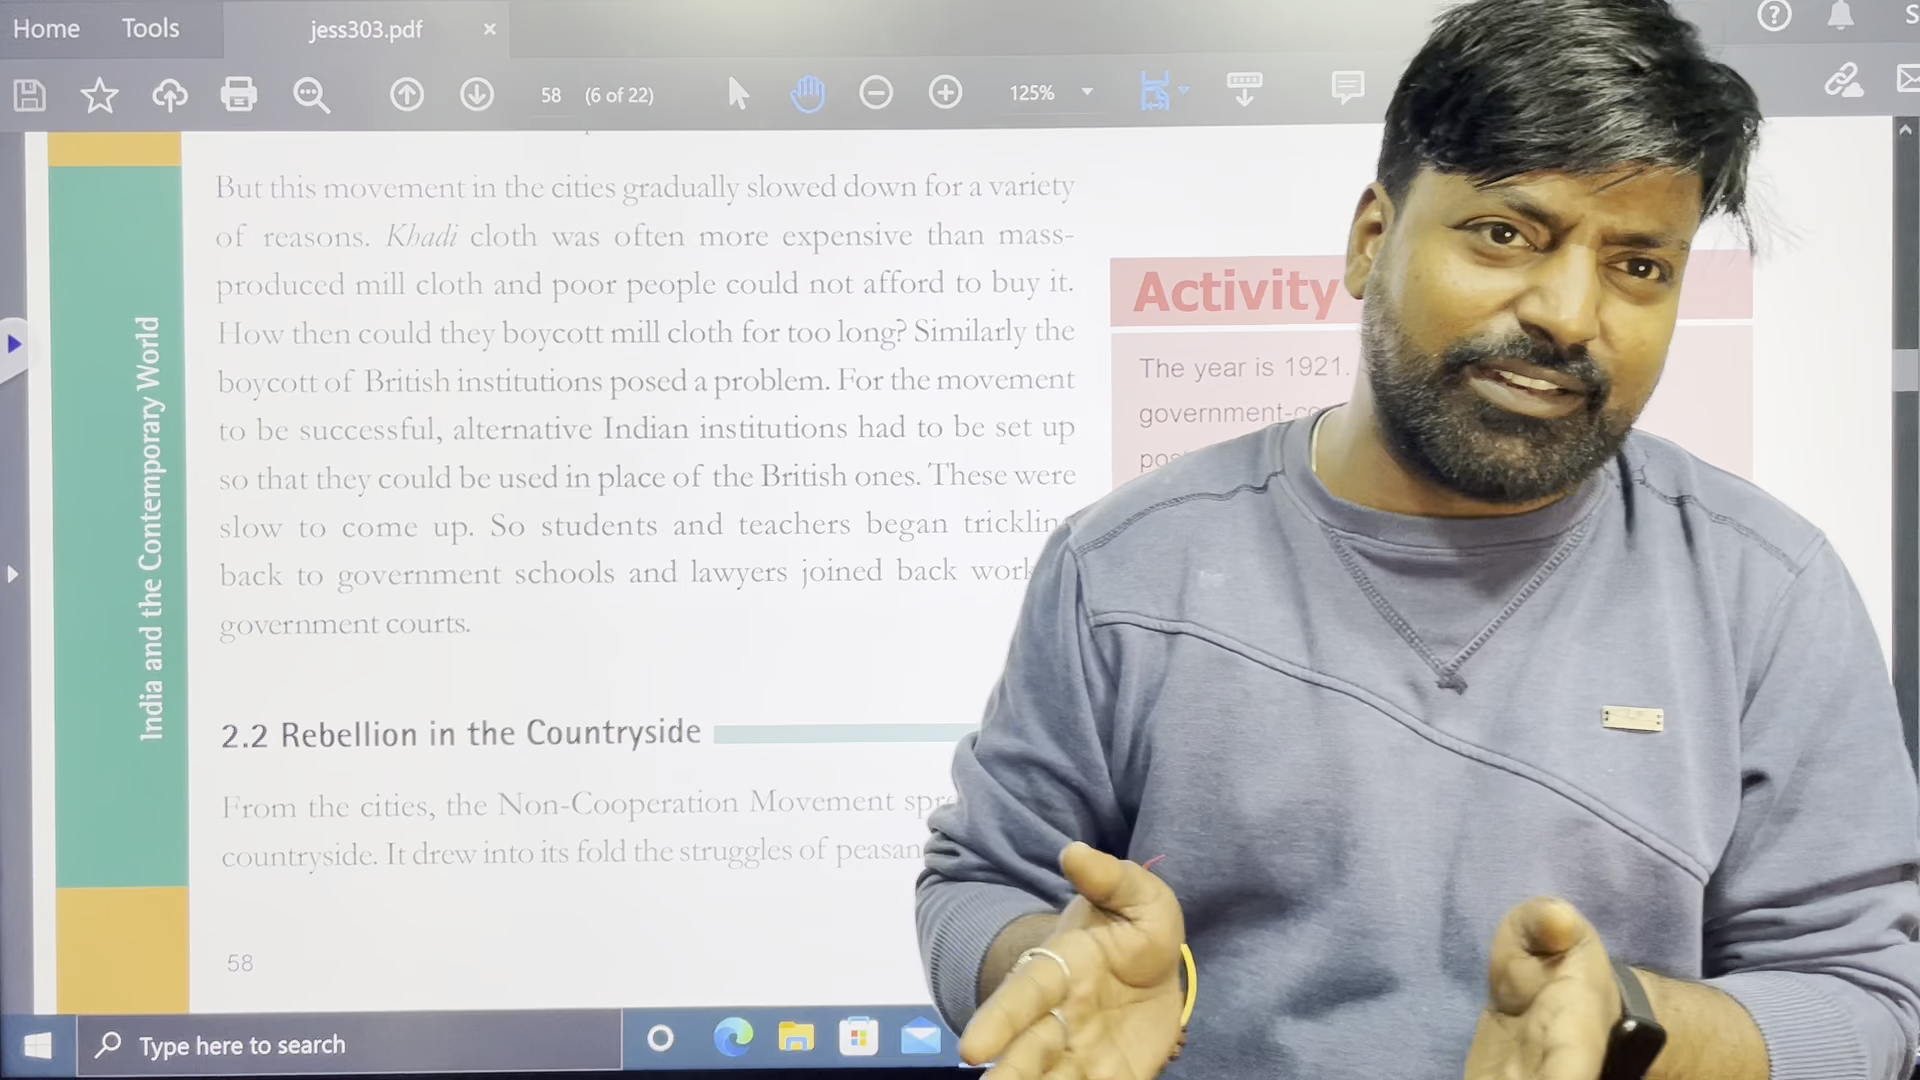 Home Tools jess303.pdf
58 (6 of 22) 125%
India and the Contemporary World
But this movement in the cities gradually slowed down for a variety
of reasons. Khadi cloth was often more expensive than mass-
produced mill cloth and poor people could not afford to buy it.
How then could they boycott mill cloth for too long? Similarly the
boycott of British institutions posed a problem. For the movement
to be successful, alternative Indian institutions had to be set up
so that they could be used in place of the British ones. These were
slow to come up. So students and teachers began
back to government schools and lawyers joined back
government courts.
2.2 Rebellion in the Countryside
From the cities, the Non-Cooperation Movement
countryside. It drew into its fold the struggles of
58
Activity
The year is 1921.
Type here to search